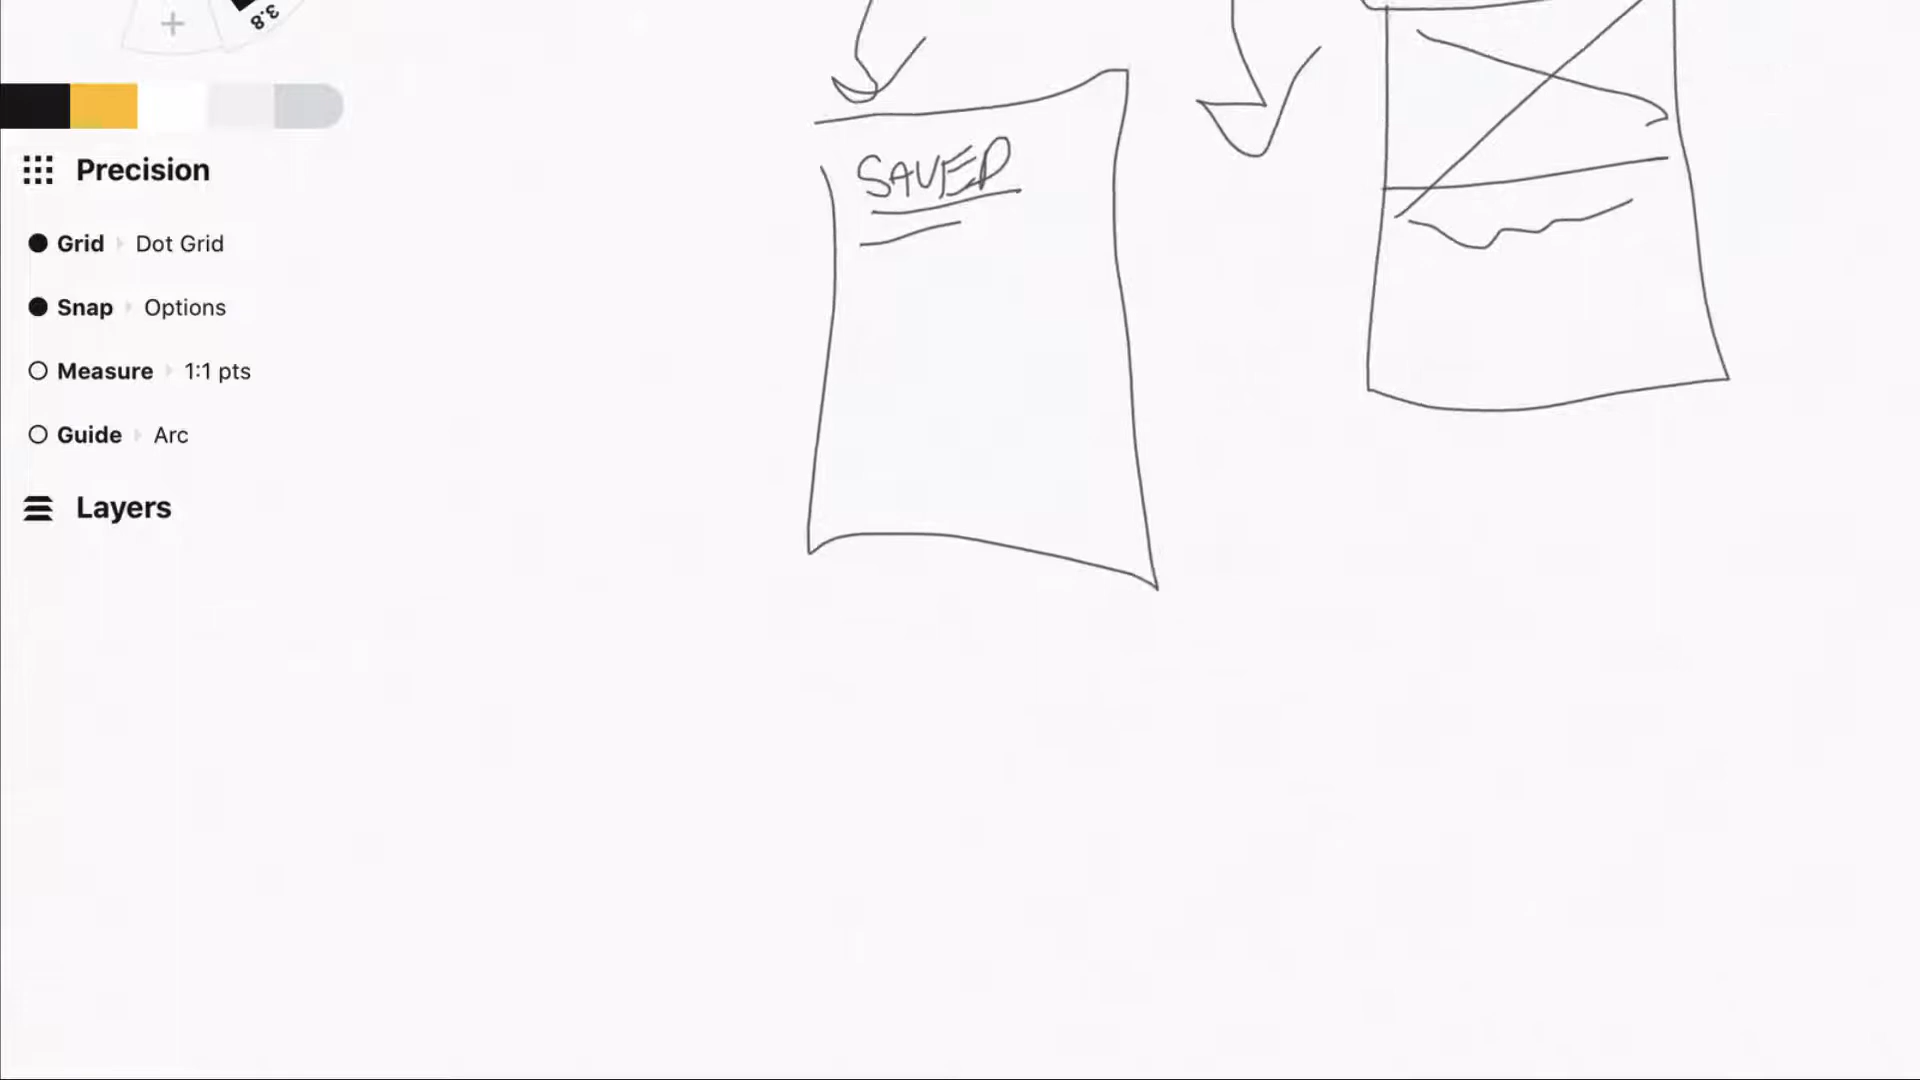 3.8
Precision
Grid Dot Grid
Snap Options
Measure 1:1 pts
Guide Arc
Layers
SAVED